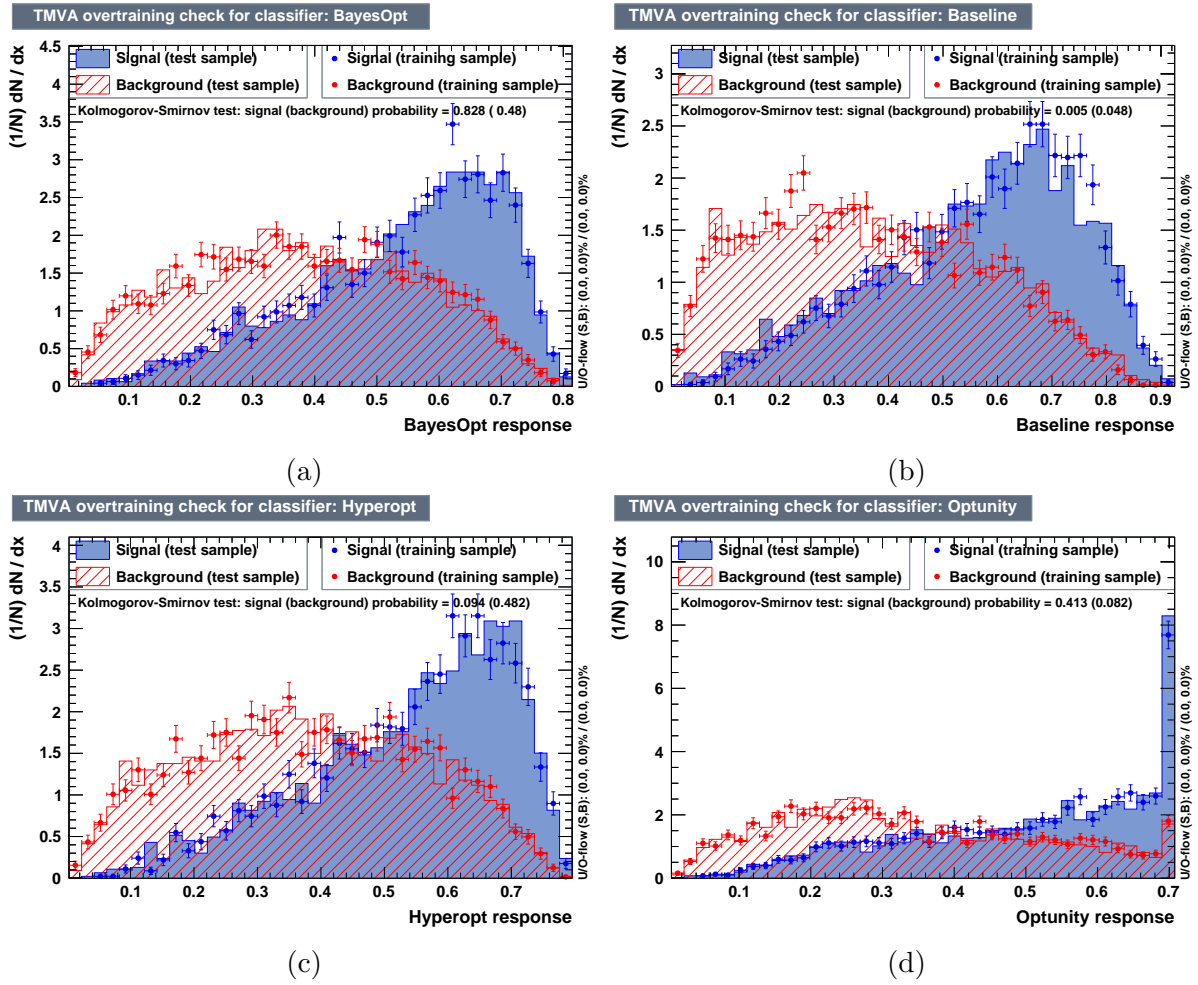 TMVA overtraining check for classifier: BayesOpt
(1/N) dN / dx
4.5
4
3.5
3
2.5
2
1.5
1
0.5
0
Signal (test sample)
Background (test sample)
Signal (training sample)
Background (training sample)
Kolmogorov-Smirnov test: signal (background) probability = 0.828 ( 0.48)
0.1 0.2 0.3 0.4 0.5 0.6 0.7 0.8
BayesOpt response
U/O-flow (S,B): (0.0, 0.0)% / (0.0, 0.0)%
(a)
TMVA overtraining check for classifier: Baseline
(1/N) dN / dx
3
2.5
2
1.5
1
0.5
0
Signal (test sample)
Background (test sample)
Signal (training sample)
Background (training sample)
Kolmogorov-Smirnov test: signal (background) probability = 0.005 (0.048)
0.1 0.2 0.3 0.4 0.5 0.6 0.7 0.8 0.9
Baseline response
U/O-flow (S,B): (0.0, 0.0)% / (0.0, 0.0)%
(b)
TMVA overtraining check for classifier: Hyperopt
(1/N) dN / dx
4
3.5
3
2.5
2
1.5
1
0.5
0
Signal (test sample)
Background (test sample)
Signal (training sample)
Background (training sample)
Kolmogorov-Smirnov test: signal (background) probability = 0.094 (0.482)
0.1 0.2 0.3 0.4 0.5 0.6 0.7
Hyperopt response
U/O-flow (S,B): (0.0, 0.0)% / (0.0, 0.0)%
(c)
TMVA overtraining check for classifier: Optunity
(1/N) dN / dx
10
8
6
4
2
0
Signal (test sample)
Background (test sample)
Signal (training sample)
Background (training sample)
Kolmogorov-Smirnov test: signal (background) probability = 0.413 (0.082)
0.1 0.2 0.3 0.4 0.5 0.6 0.7
Optunity response
U/O-flow (S,B): (0.0, 0.0)% / (0.0, 0.0)%
(d)